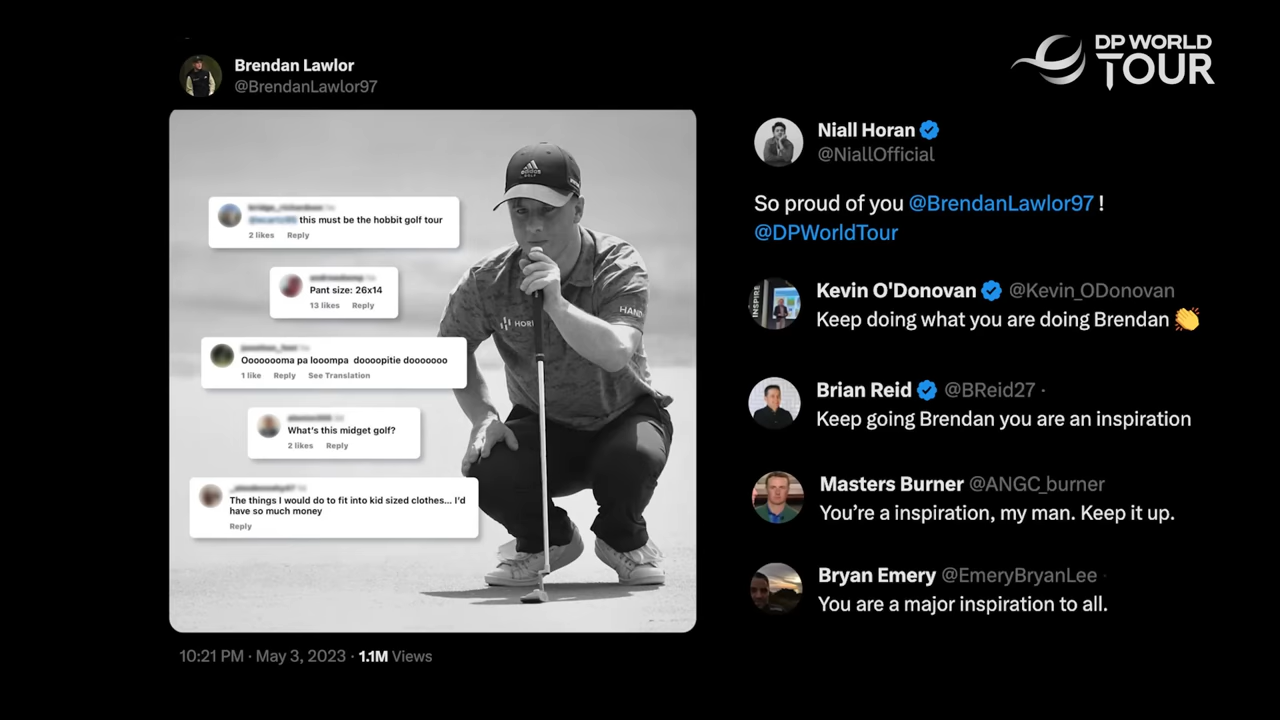 Brendan Lawlor
@BrendanLawlor97
this must be the hobbit golf tour
2 likes Reply
Pant size: 26x14
13 likes Reply
Oooooooma pa looompa doooopitie dooooooo
1 like Reply See Translation
What's this midget golf?
2 likes Reply
The things I would do to fit into kid sized clothes... I'd
have so much money
Reply
adidas
GOLF
HORI
HAND
10:21 PM · May 3, 2023 · 1.1M Views
DP WORLD
TOUR
Niall Horan
@NiallOfficial
So proud of you @BrendanLawlor97 !
@DPWorldTour
INSPIRE
Kevin O'Donovan @Kevin_ODonovan
Keep doing what you are doing Brendan 👏
Brian Reid @BReid27 ·
Keep going Brendan you are an inspiration
Masters Burner @ANGC_burner
You're a inspiration, my man. Keep it up.
Bryan Emery @EmeryBryanLee ·
You are a major inspiration to all.